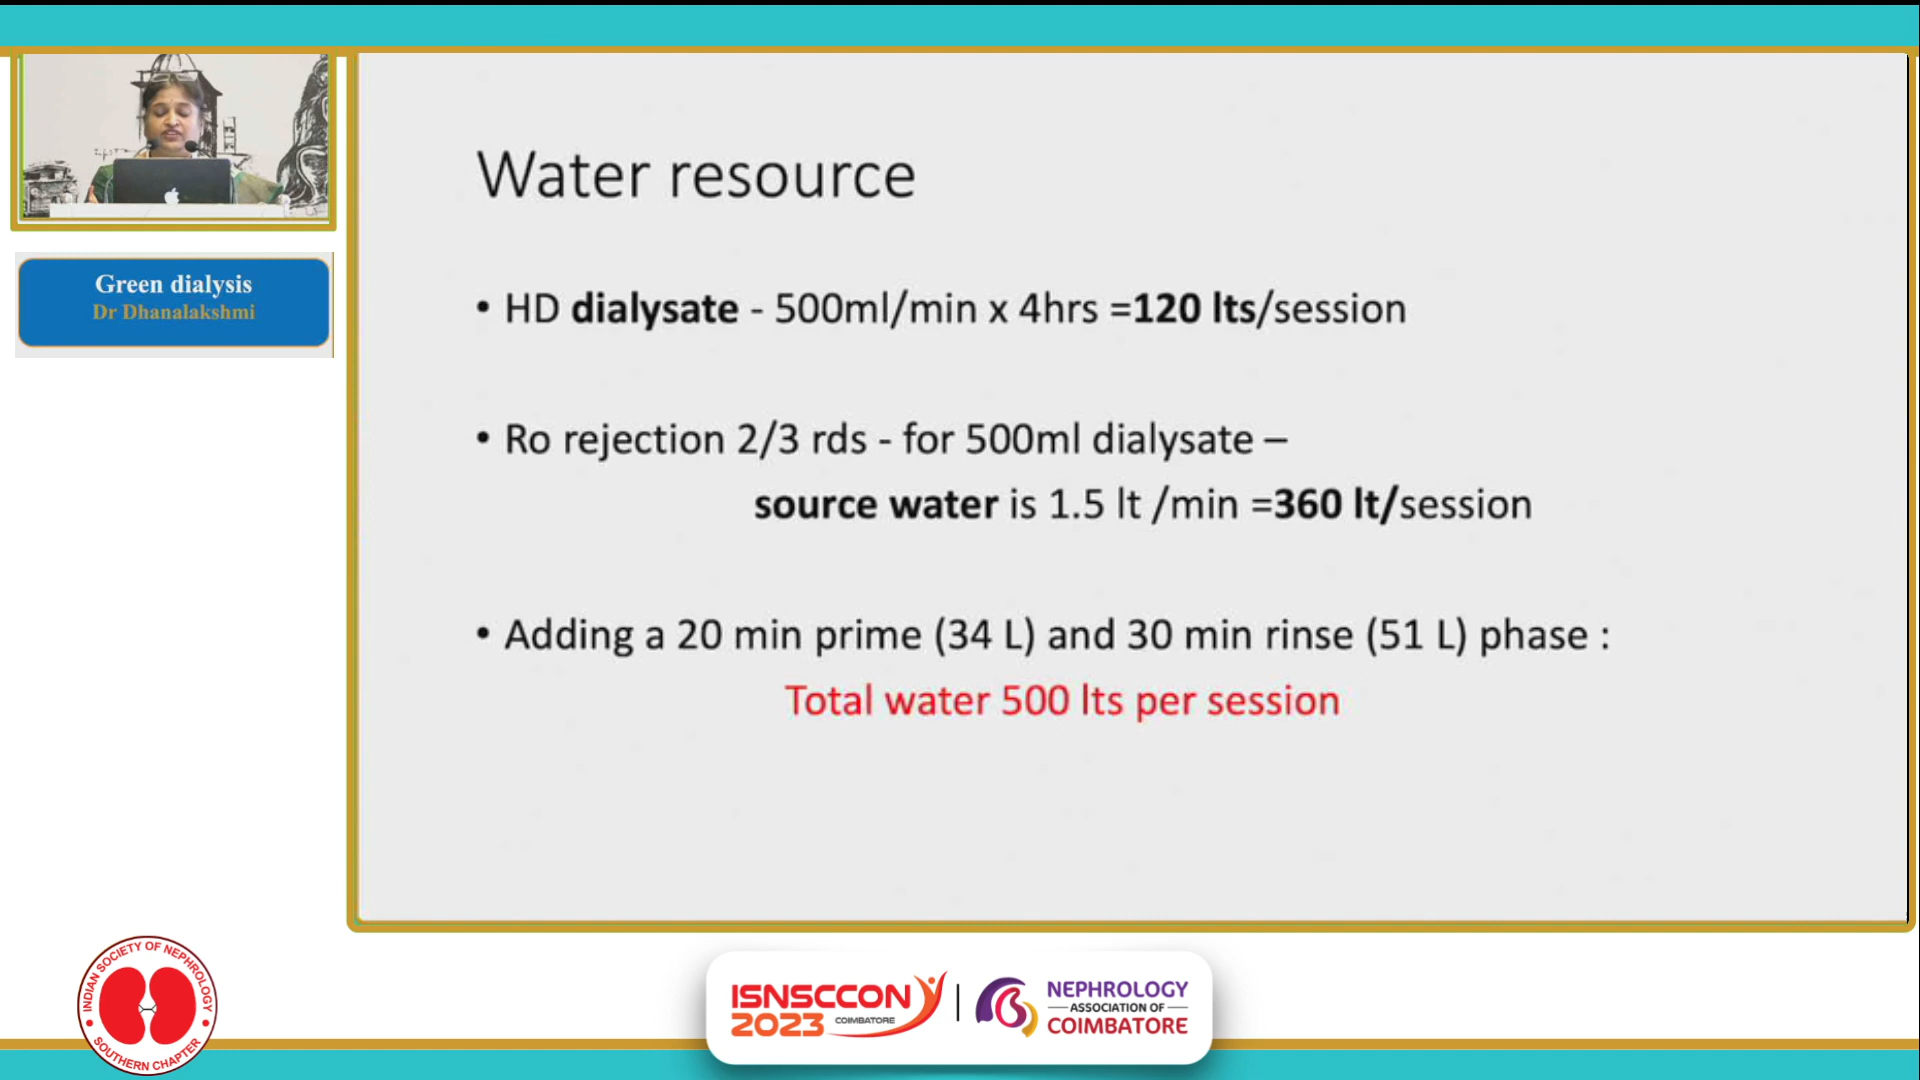 Green dialysis
Dr Dhanalakshmi
Water resource
• HD dialysate - 500ml/min x 4hrs =120 lts/session
• Ro rejection 2/3 rds - for 500ml dialysate –
source water is 1.5 lt /min =360 lt/session
• Adding a 20 min prime (34 L) and 30 min rinse (51 L) phase :
Total water 500 lts per session
INDIAN SOCIETY OF NEPHROLOGY
SOUTHERN CHAPTER
ISNSCCON
2023 COIMBATORE
NEPHROLOGY
ASSOCIATION OF
COIMBATORE